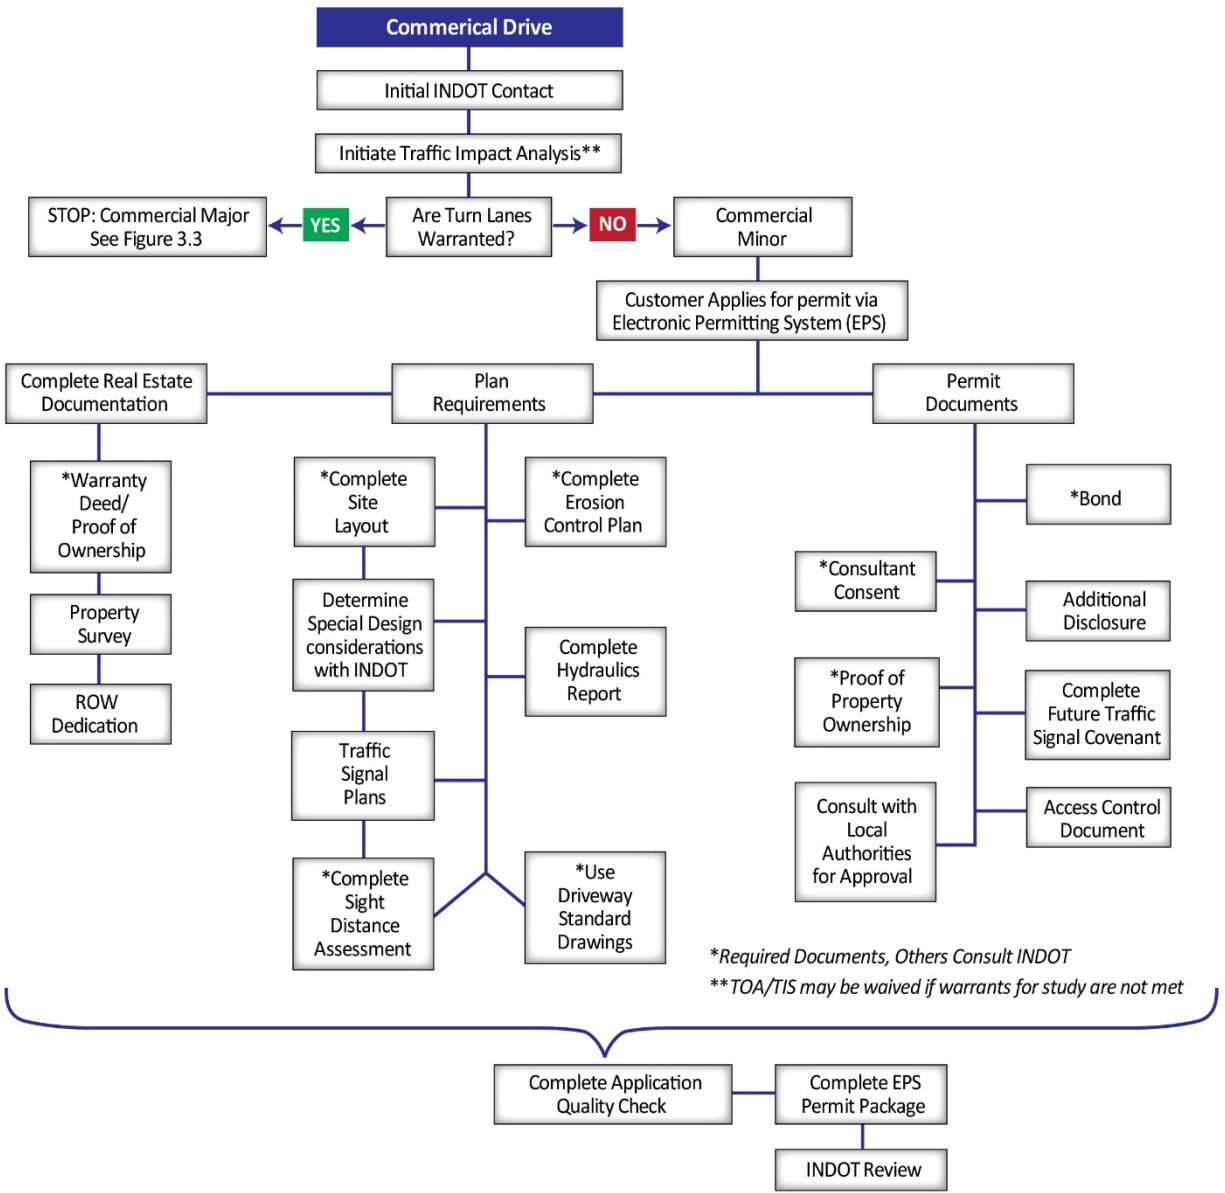 Commerical Drive
Initial INDOT Contact
Initiate Traffic Impact Analysis**
STOP: Commercial Major
See Figure 3.3
YES
Are Turn Lanes
Warranted?
NO
Commercial
Minor
Customer Applies for permit via
Electronic Permitting System (EPS)
Complete Real Estate
Documentation
Plan
Requirements
Permit
Documents
*Warranty
Deed/
Proof of
Ownership
Property
Survey
ROW
Dedication
*Complete
Site
Layout
Determine
Special Design
considerations
with INDOT
Traffic
Signal
Plans
*Complete
Sight
Distance
Assessment
*Complete
Erosion
Control Plan
Complete
Hydraulics
Report
*Use
Driveway
Standard
Drawings
*Consultant
Consent
*Proof of
Property
Ownership
Consult with
Local
Authorities
for Approval
*Bond
Additional
Disclosure
Complete
Future Traffic
Signal Covenant
Access Control
Document
*Required Documents, Others Consult INDOT
**TOA/TIS may be waived if warrants for study are not met
Complete Application
Quality Check
Complete EPS
Permit Package
INDOT Review